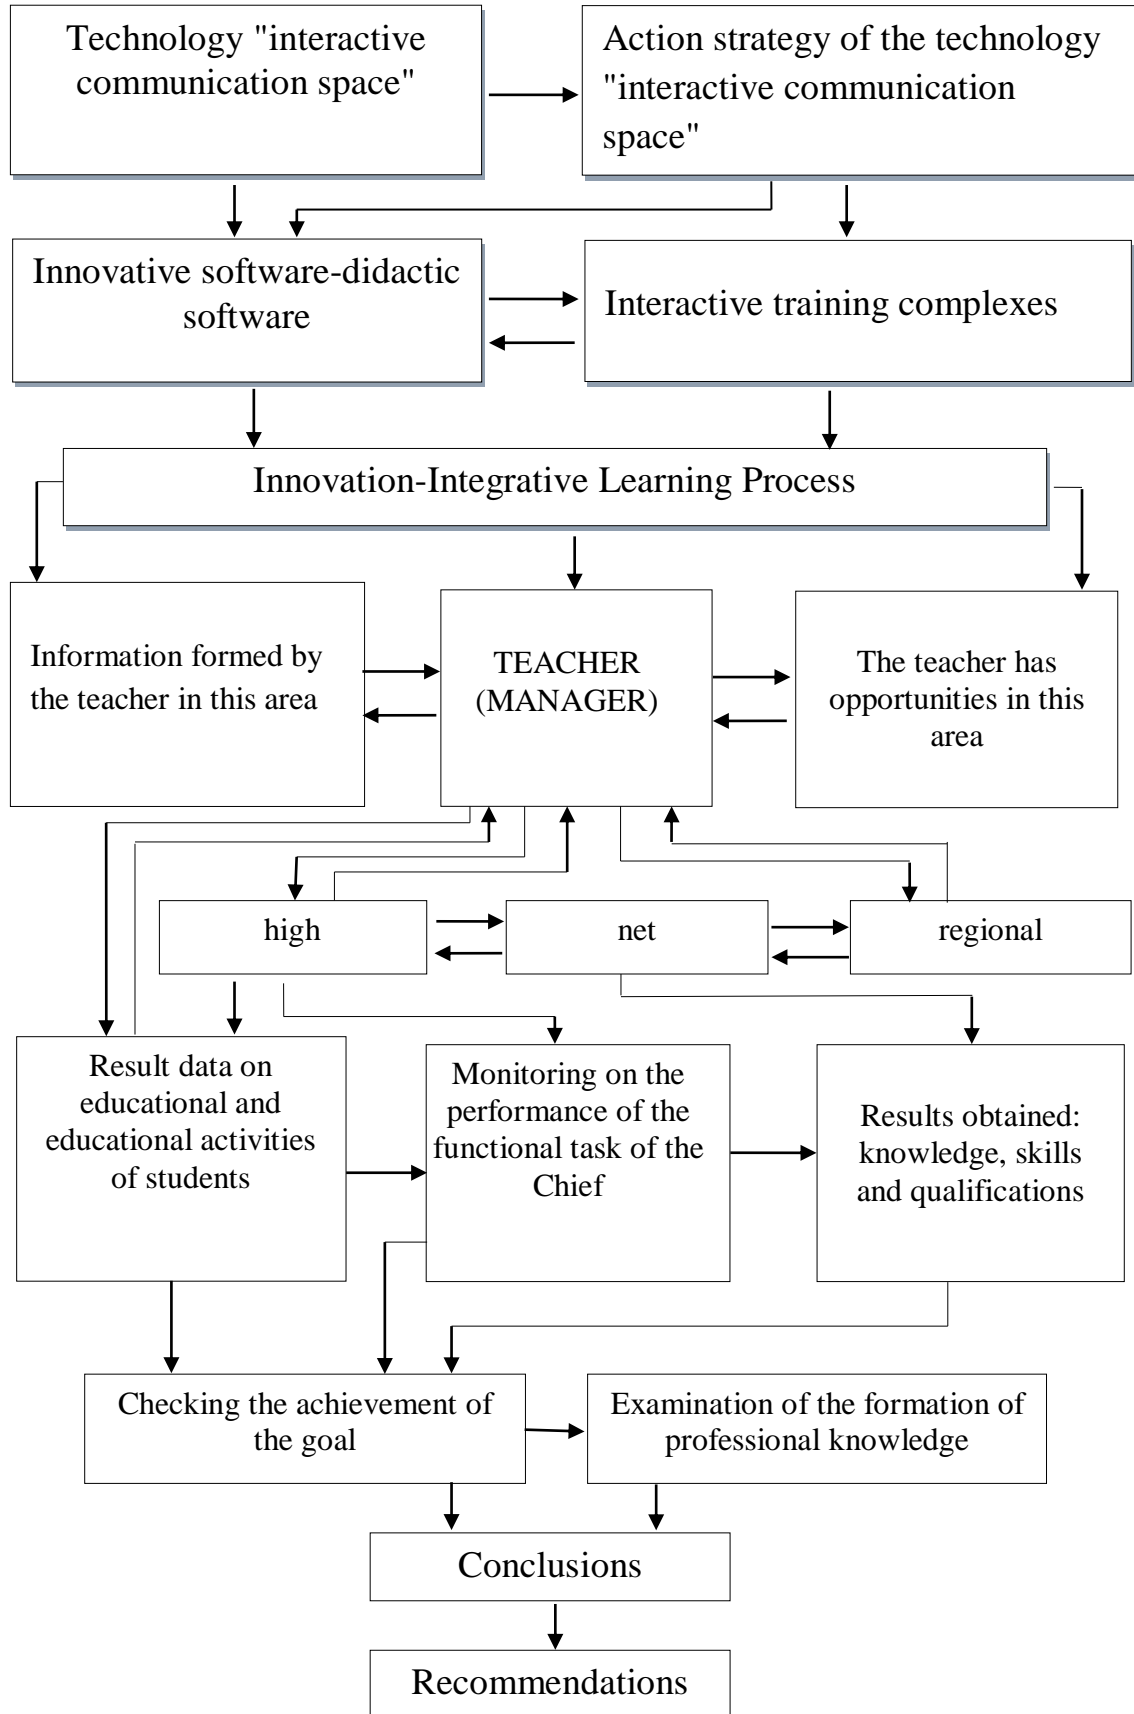 Technology "interactive
communication space"
Action strategy of the technology
"interactive communication
space"
Innovative software-didactic
software
Interactive training complexes
Innovation-Integrative Learning Process
Information formed by
the teacher in this area
TEACHER
(MANAGER)
The teacher has
opportunities in this
area
high
net
regional
Result data on
educational and
educational activities
of students
Monitoring on the
performance of the
functional task of the
Chief
Results obtained:
knowledge, skills
and qualifications
Checking the achievement of
the goal
Examination of the formation of
professional knowledge
Conclusions
Recommendations